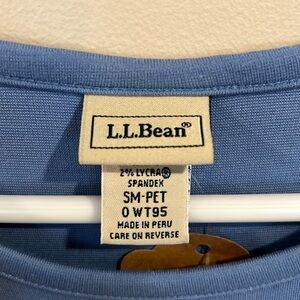 L.L.Bean®
2% LYCRA®
SPANDEX
SM-PET
0 WT95
MADE IN PERU
CARE ON REVERSE